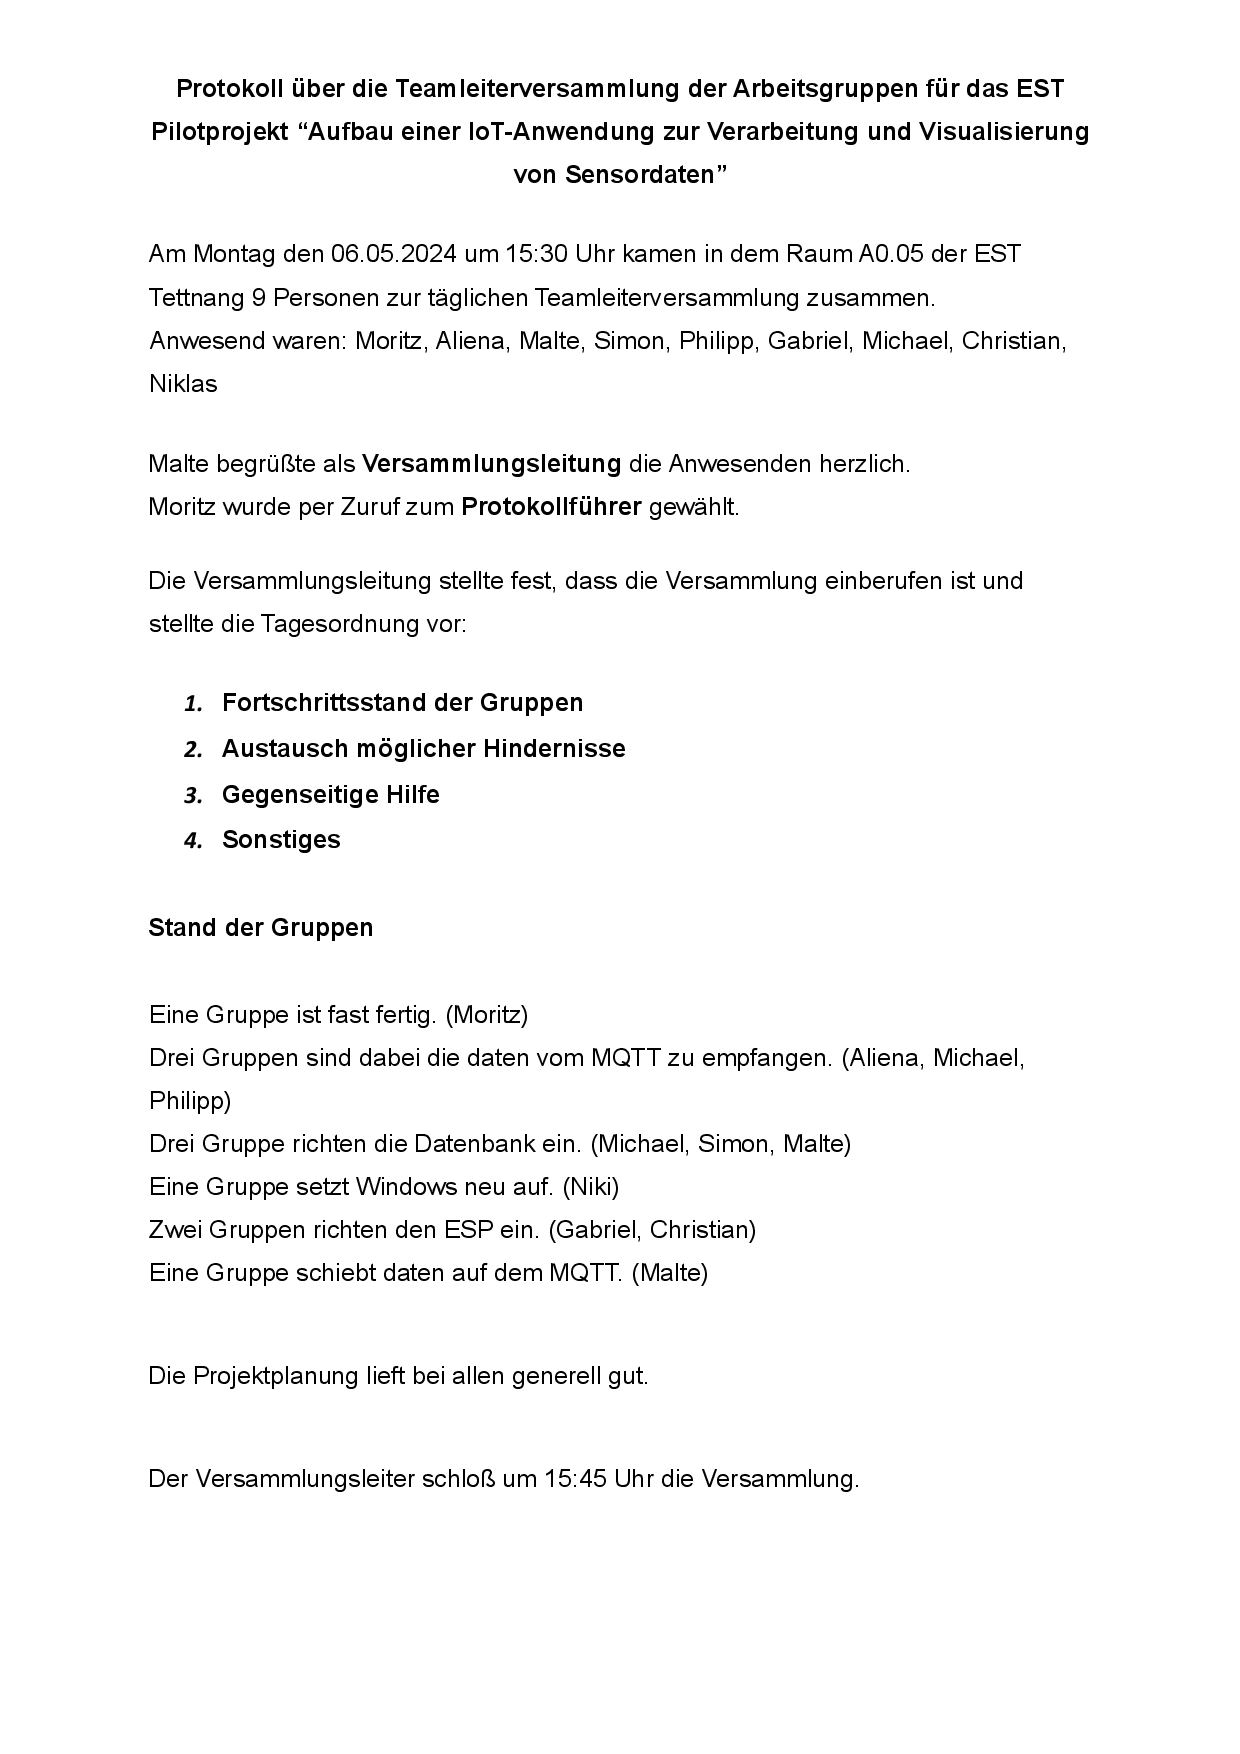 Protokoll über die Teamleiterversammlung der Arbeitsgruppen für das EST
Pilotprojekt “Aufbau einer IoT-Anwendung zur Verarbeitung und Visualisierung
von Sensordaten”
Am Montag den 06.05.2024 um 15:30 Uhr kamen in dem Raum A0.05 der EST
Tettnang 9 Personen zur täglichen Teamleiterversammlung zusammen.
Anwesend waren: Moritz, Aliena, Malte, Simon, Philipp, Gabriel, Michael, Christian,
Niklas
Malte begrüßte als Versammlungsleitung die Anwesenden herzlich.
Moritz wurde per Zuruf zum Protokollführer gewählt.
Die Versammlungsleitung stellte fest, dass die Versammlung einberufen ist und
stellte die Tagesordnung vor:
1. Fortschrittsstand der Gruppen
2. Austausch möglicher Hindernisse
3. Gegenseitige Hilfe
4. Sonstiges
Stand der Gruppen
Eine Gruppe ist fast fertig. (Moritz)
Drei Gruppen sind dabei die daten vom MQTT zu empfangen. (Aliena, Michael,
Philipp)
Drei Gruppe richten die Datenbank ein. (Michael, Simon, Malte)
Eine Gruppe setzt Windows neu auf. (Niki)
Zwei Gruppen richten den ESP ein. (Gabriel, Christian)
Eine Gruppe schiebt daten auf dem MQTT. (Malte)
Die Projektplanung lieft bei allen generell gut.
Der Versammlungsleiter schloß um 15:45 Uhr die Versammlung.